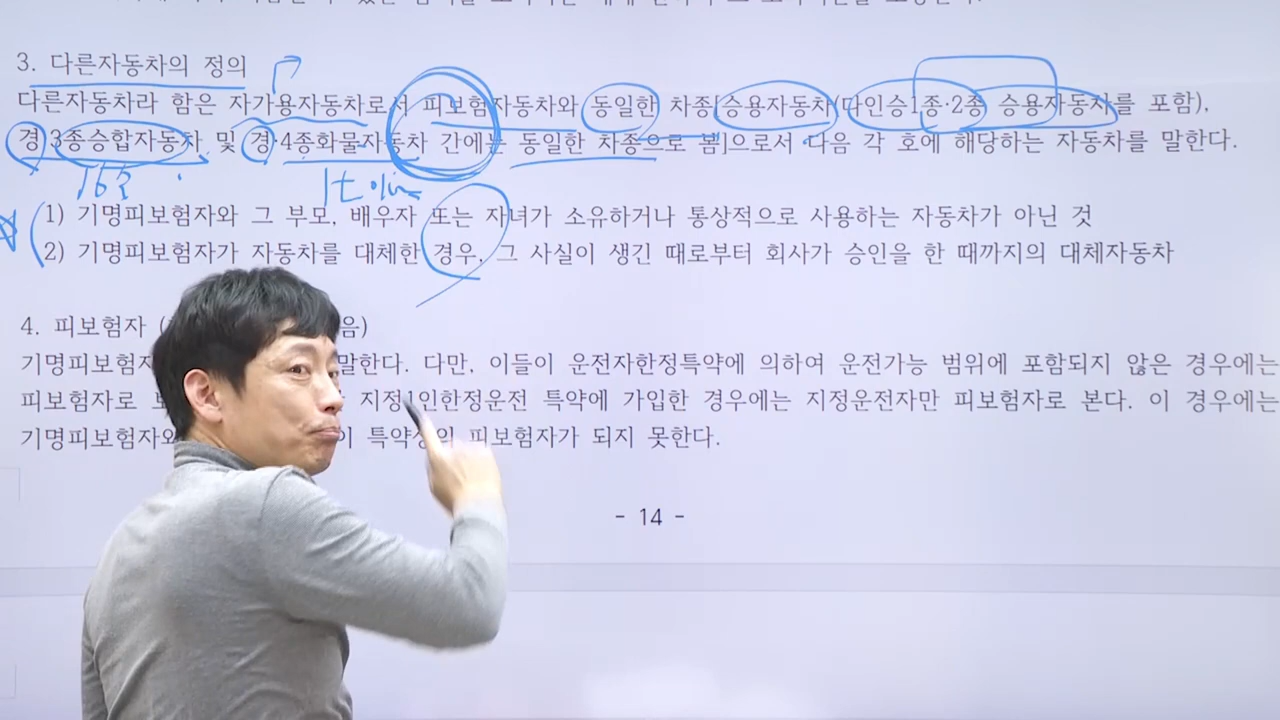 3. 다른자동차의 정의
다른자동차라 함은 자가용자동차로서 피보험자동차와 동일한 차종[승용자동차(다인승1종·2종 승용자동차를 포함),
경·3종승합자동차 및 경·4종화물자동차 간에는 동일한 차종으로 봄]으로서 다음 각 호에 해당하는 자동차를 말한다.
16인
1t 이하
1) 기명피보험자와 그 부모, 배우자 또는 자녀가 소유하거나 통상적으로 사용하는 자동차가 아닌 것
2) 기명피보험자가 자동차를 대체한 경우, 그 사실이 생긴 때로부터 회사가 승인을 한 때까지의 대체자동차
4. 피보험자 ( 음)
기명피보험자 말한다. 다만, 이들이 운전자한정특약에 의하여 운전가능 범위에 포함되지 않은 경우에는
피보험자로 지정1인한정운전 특약에 가입한 경우에는 지정운전자만 피보험자로 본다. 이 경우에는
기명피보험자와 이 특약상의 피보험자가 되지 못한다.
- 14 -